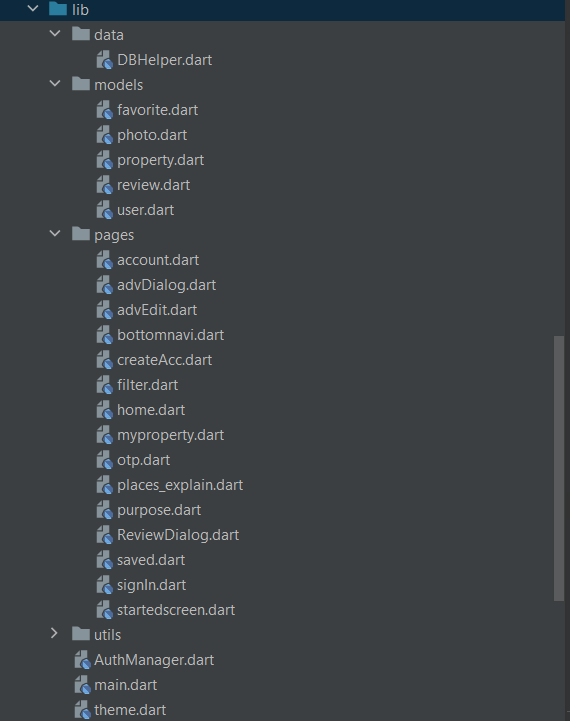 lib
data
DBHelper.dart
models
favorite.dart
photo.dart
property.dart
review.dart
user.dart
pages
account.dart
advDialog.dart
advEdit.dart
bottomnavi.dart
createAcc.dart
filter.dart
home.dart
myproperty.dart
otp.dart
places_explain.dart
purpose.dart
ReviewDialog.dart
saved.dart
signIn.dart
startedscreen.dart
utils
AuthManager.dart
main.dart
theme.dart